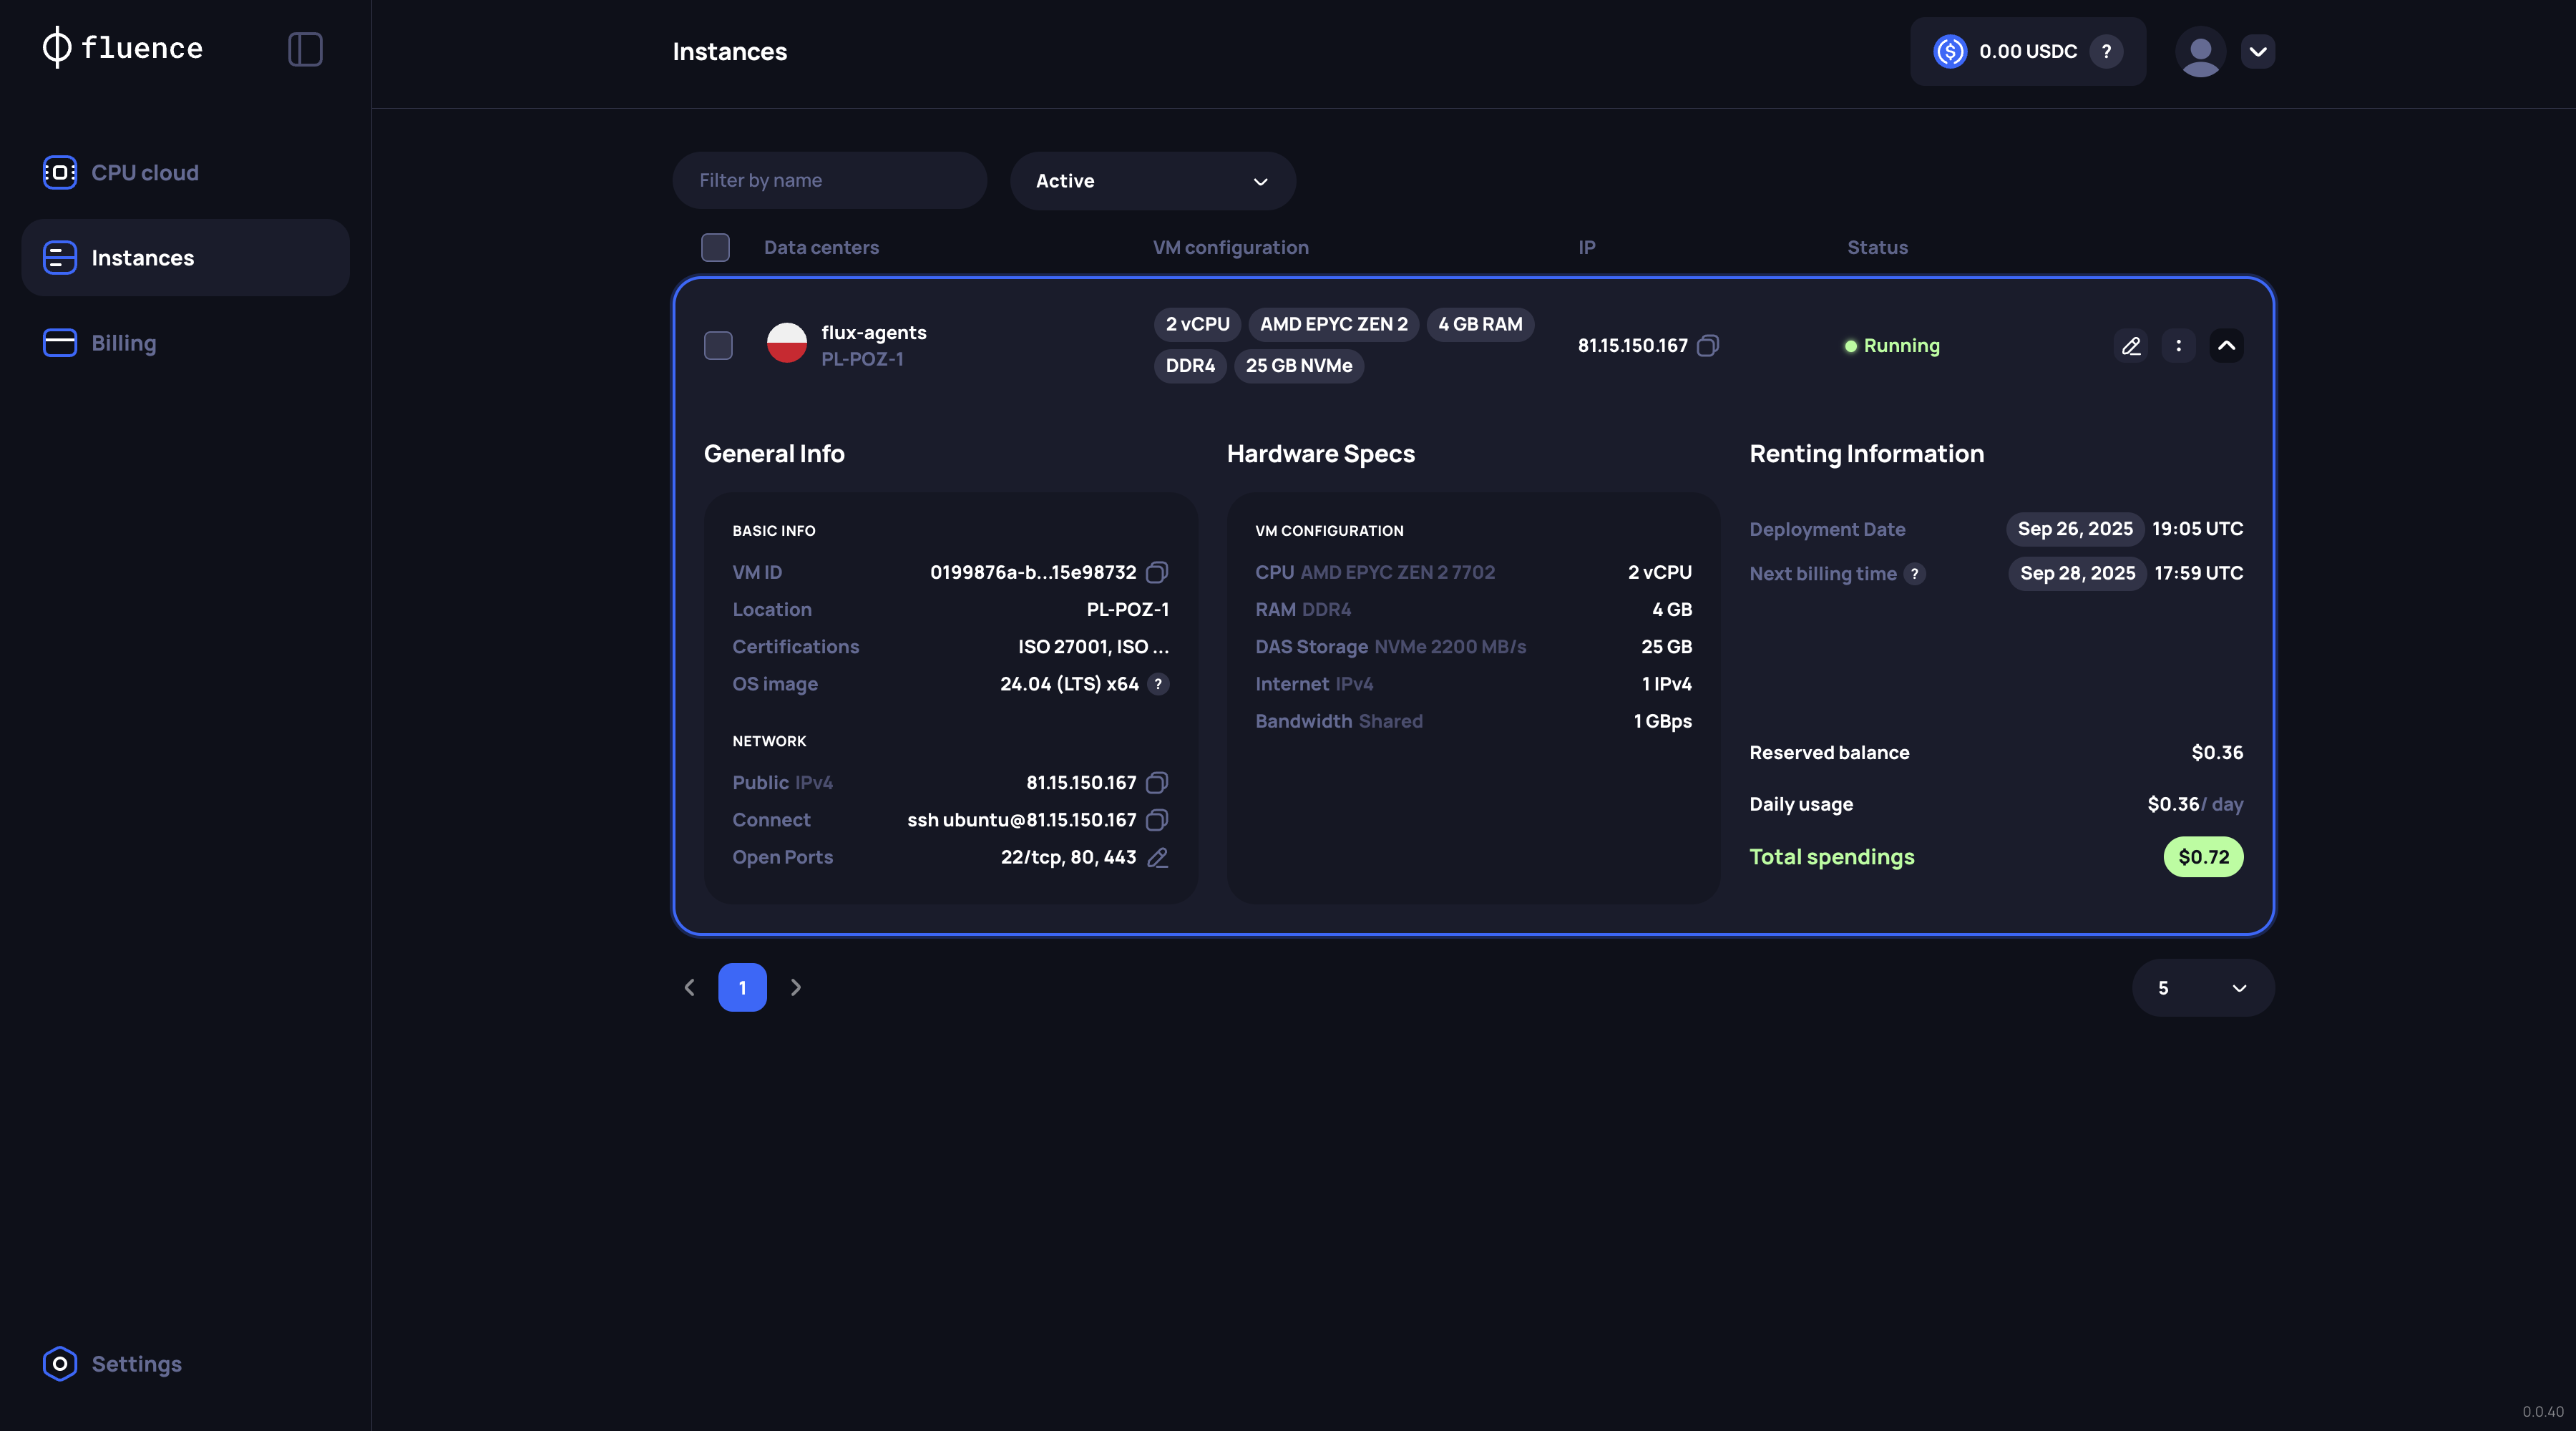 fluence
Instances
0.00 USDC ?
CPU cloud
Instances
Billing
Settings
Filter by name
Active
Data centers VM configuration IP Status
flux-agents
PL-POZ-1
2 vCPU AMD EPYC ZEN 2 4 GB RAM
DDR4 25 GB NVMe
81.15.150.167
Running
General Info
BASIC INFO
VM ID 0199876a-b...15e98732
Location PL-POZ-1
Certifications ISO 27001, ISO ...
OS image 24.04 (LTS) x64 ?
NETWORK
Public IPv4 81.15.150.167
Connect ssh ubuntu@81.15.150.167
Open Ports 22/tcp, 80, 443
Hardware Specs
VM CONFIGURATION
CPU AMD EPYC ZEN 2 7702 2 vCPU
RAM DDR4 4 GB
DAS Storage NVMe 2200 MB/s 25 GB
Internet IPv4 1 IPv4
Bandwidth Shared 1 GBps
Renting Information
Deployment Date Sep 26, 2025 19:05 UTC
Next billing time ? Sep 28, 2025 17:59 UTC
Reserved balance $0.36
Daily usage $0.36/ day
Total spendings $0.72
1
5
0.0.40